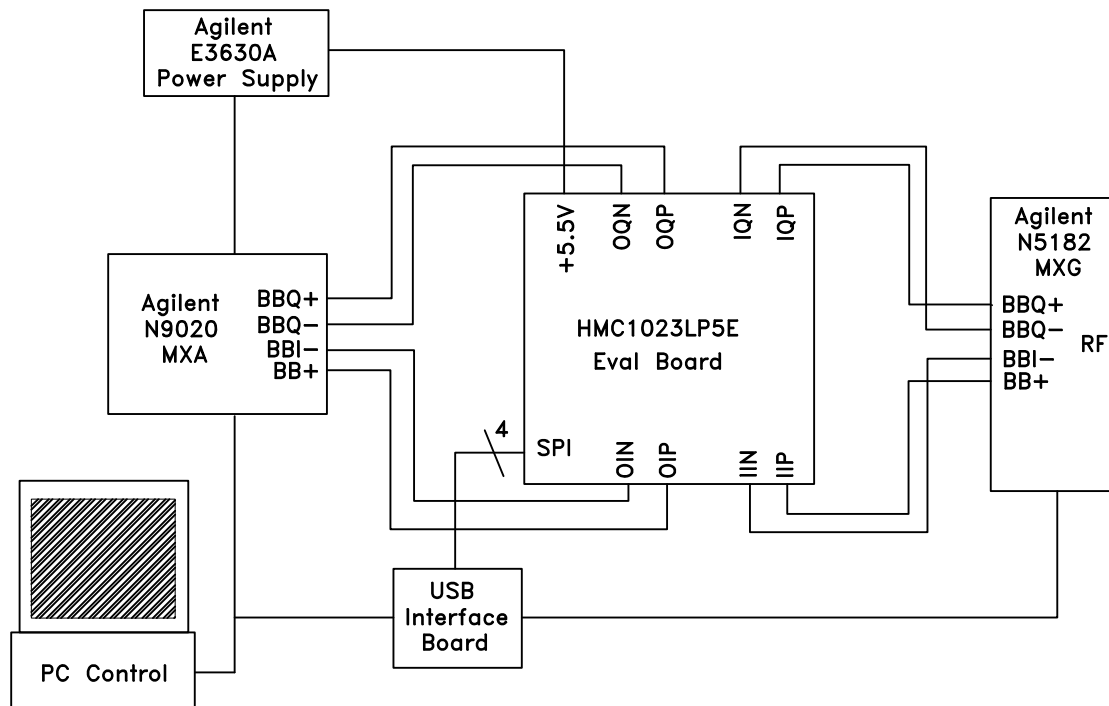 Agilent
E3630A
Power Supply
+5.5V
OQN
OQP
IQN
IQP
Agilent
N5182
MXG
BBQ+
BBQ-
BBI-
BB+
RF
Agilent
N9020
MXA
BBQ+
BBQ-
BBI-
BB+
HMC1023LP5E
Eval Board
4
SPI
OIN
OIP
IIN
IIP
USB
Interface
Board
PC Control